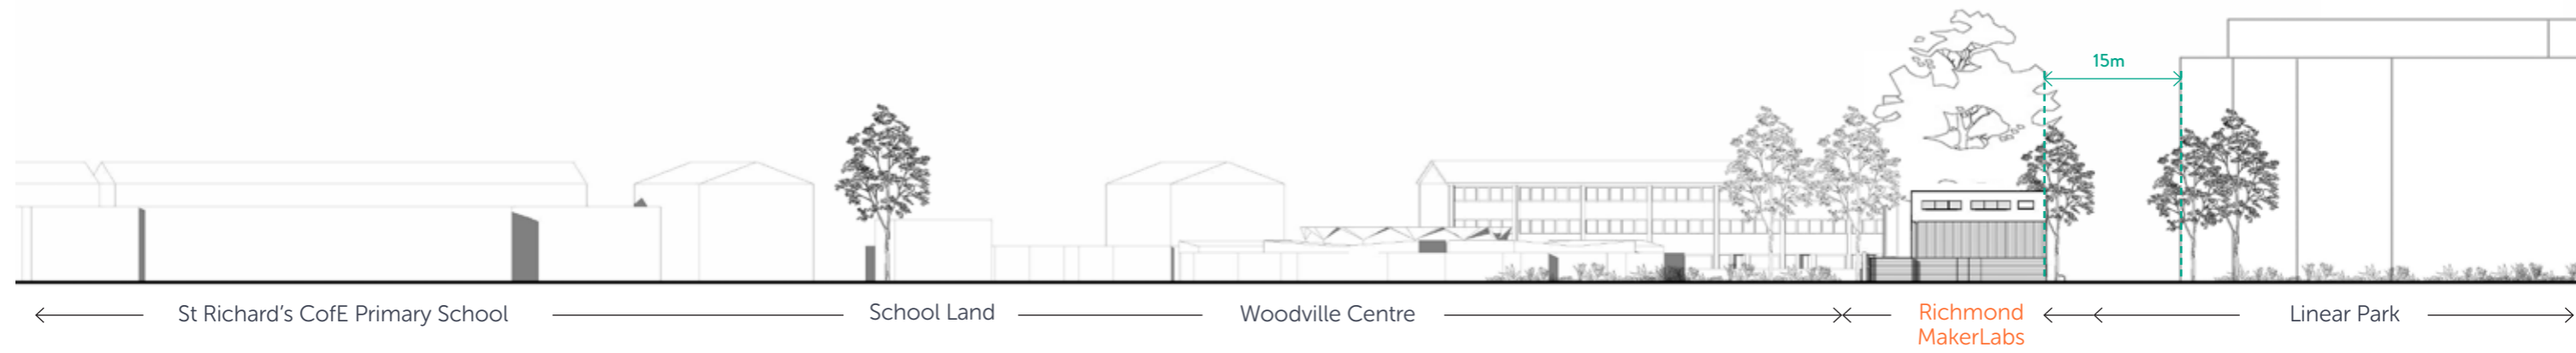 15m
St Richard's CofE Primary School
School Land
Woodville Centre
Richmond
MakerLabs
Linear Park